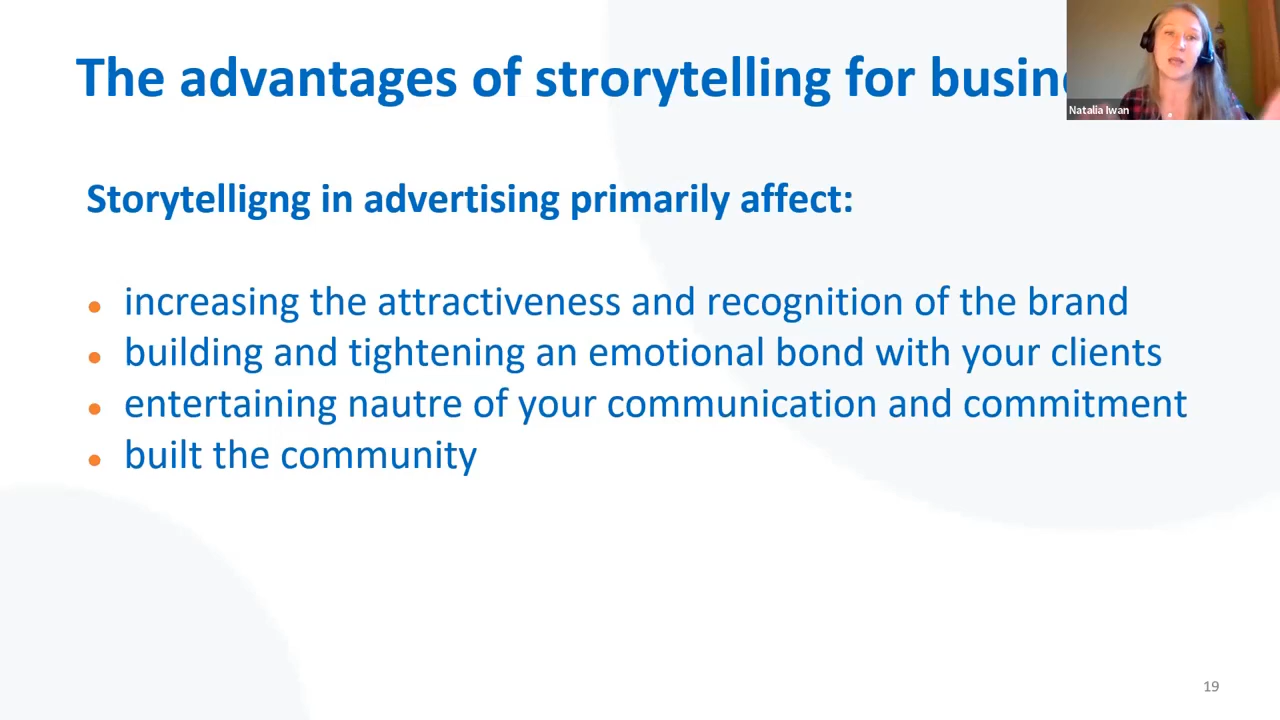 The advantages of strorytelling for busin
Natalia Iwan
Storytelligng in advertising primarily affect:
● increasing the attractiveness and recognition of the brand
● building and tightening an emotional bond with your clients
● entertaining nautre of your communication and commitment
● built the community
19